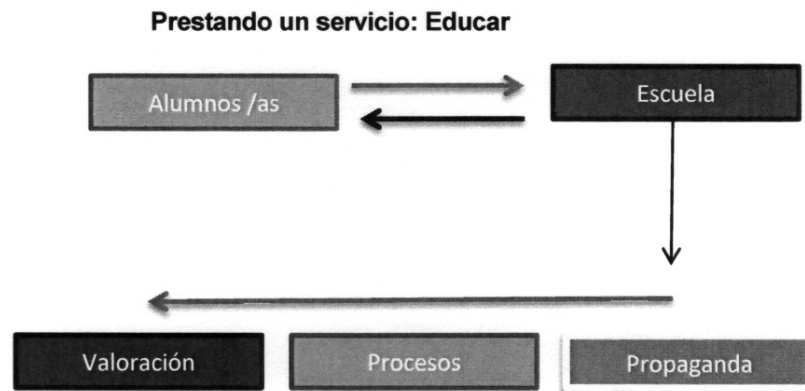 Prestando un servicio: Educar
Alumnos /as
Escuela
Valoración
Procesos
Propaganda